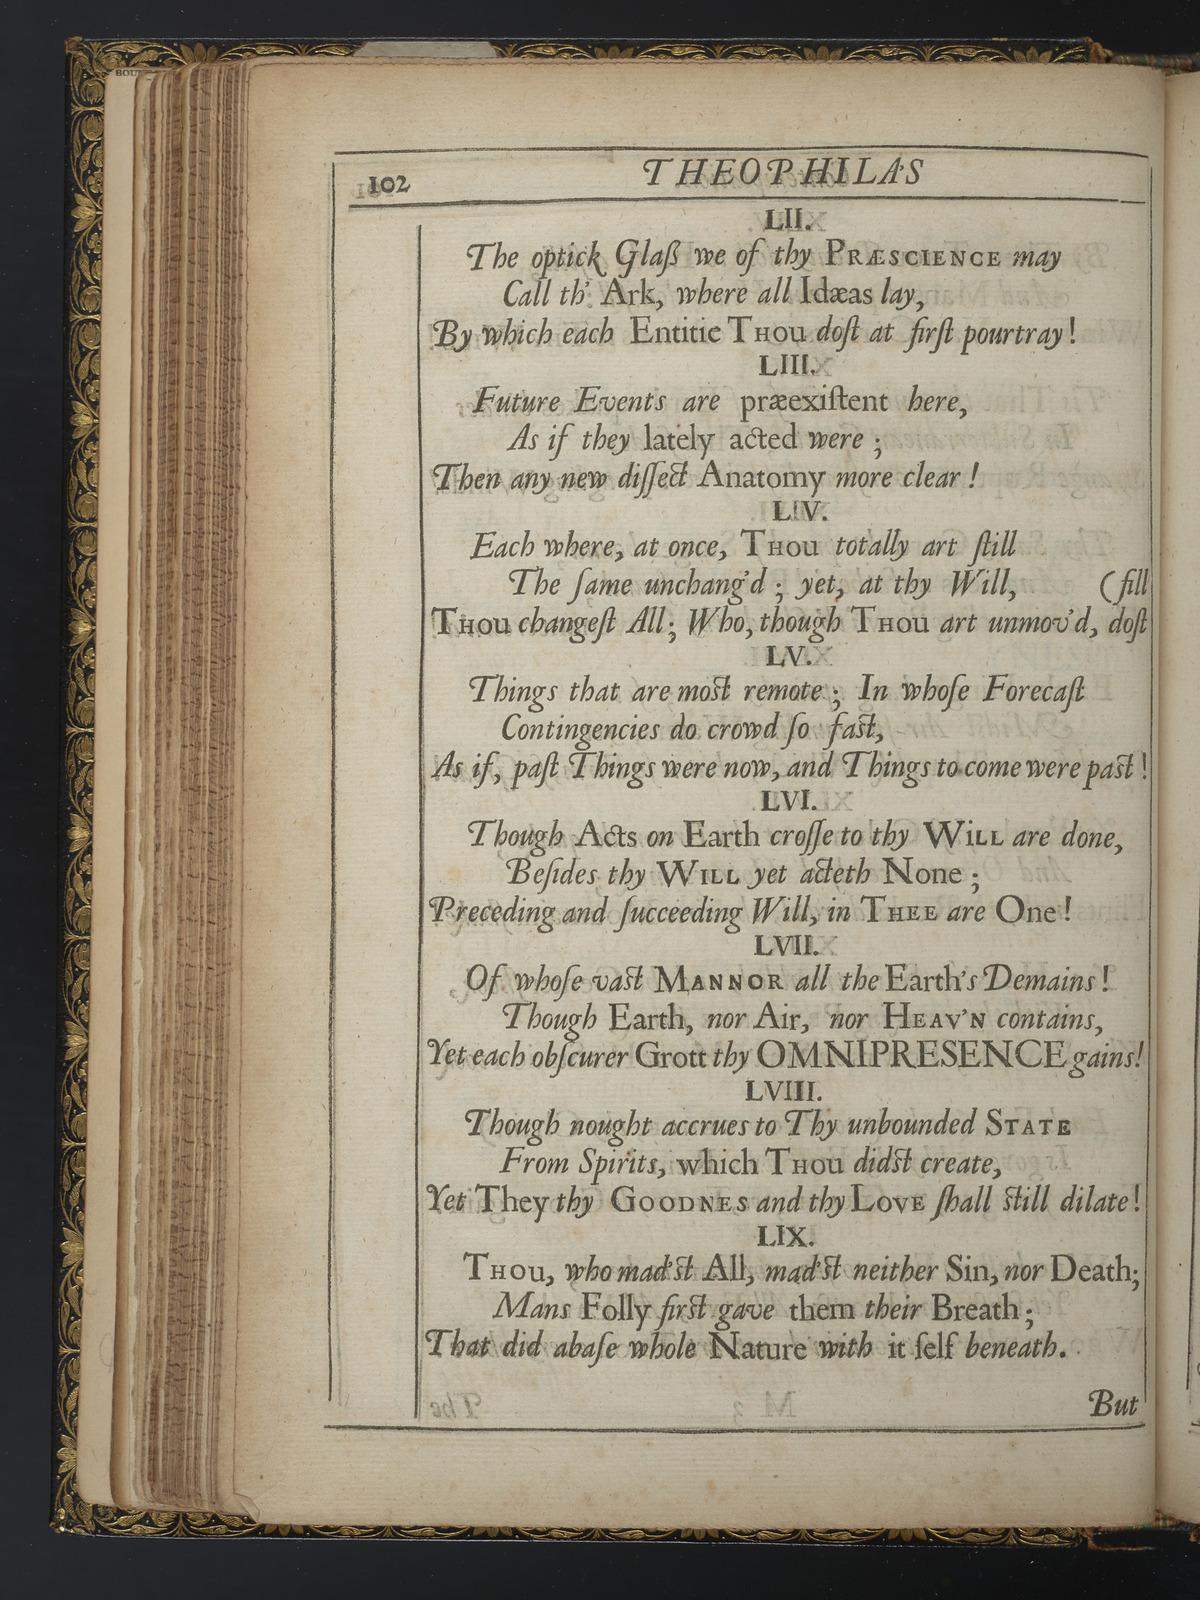 102 THEOPHILA'S
LII.
The optick Glaß we of thy PRÆSCIENCE may
Call th' Ark, where all Idæas lay,
By which each Entitie THOU doſt at firſt pourtray!
LIII.
Future Events are præexiſtent here,
As if they lately acted were;
Then any new diſſect Anatomy more clear!
LIV.
Each where, at once, THOU totally art ſtill
The ſame unchang'd; yet, at thy Will, (fill
THOU changeſt All; Who, though THOU art unmov'd, doſt
LV.
Things that are moſt remote; In whoſe Forecaſt
Contingencies do crowd ſo faſt,
As if, paſt Things were now, and Things to come were paſt!
LVI.
Though Acts on Earth croſſe to thy WILL are done,
Beſides thy WILL yet acteth None;
Preceding and ſucceeding Will, in THEE are One!
LVII.
Of whoſe vaſt MANNOR all the Earth's Demains!
Though Earth, nor Air, nor HEAV'N contains,
Yet each obſcurer Grott thy OMNIPRESENCE gains!
LVIII.
Though nought accrues to Thy unbounded STATE
From Spirits, which THOU didſt create,
Yet They thy GOODNES and thy LOVE ſhall ſtill dilate!
LIX.
THOU, who mad'ſt All, mad'ſt neither Sin, nor Death;
Mans Folly firſt gave them their Breath;
That did abaſe whole Nature with it ſelf beneath.
But